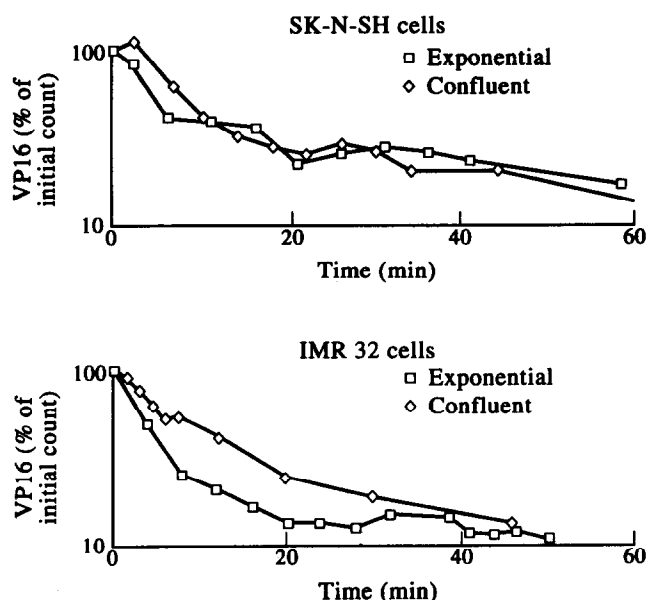 SK-N-SH cells
Exponential
Confluent
VP16 (% of
initial count)
100
10
0
20
40
60
Time (min)
IMR 32 cells
Exponential
Confluent
VP16 (% of
initial count)
100
10
0
20
40
60
Time (min)